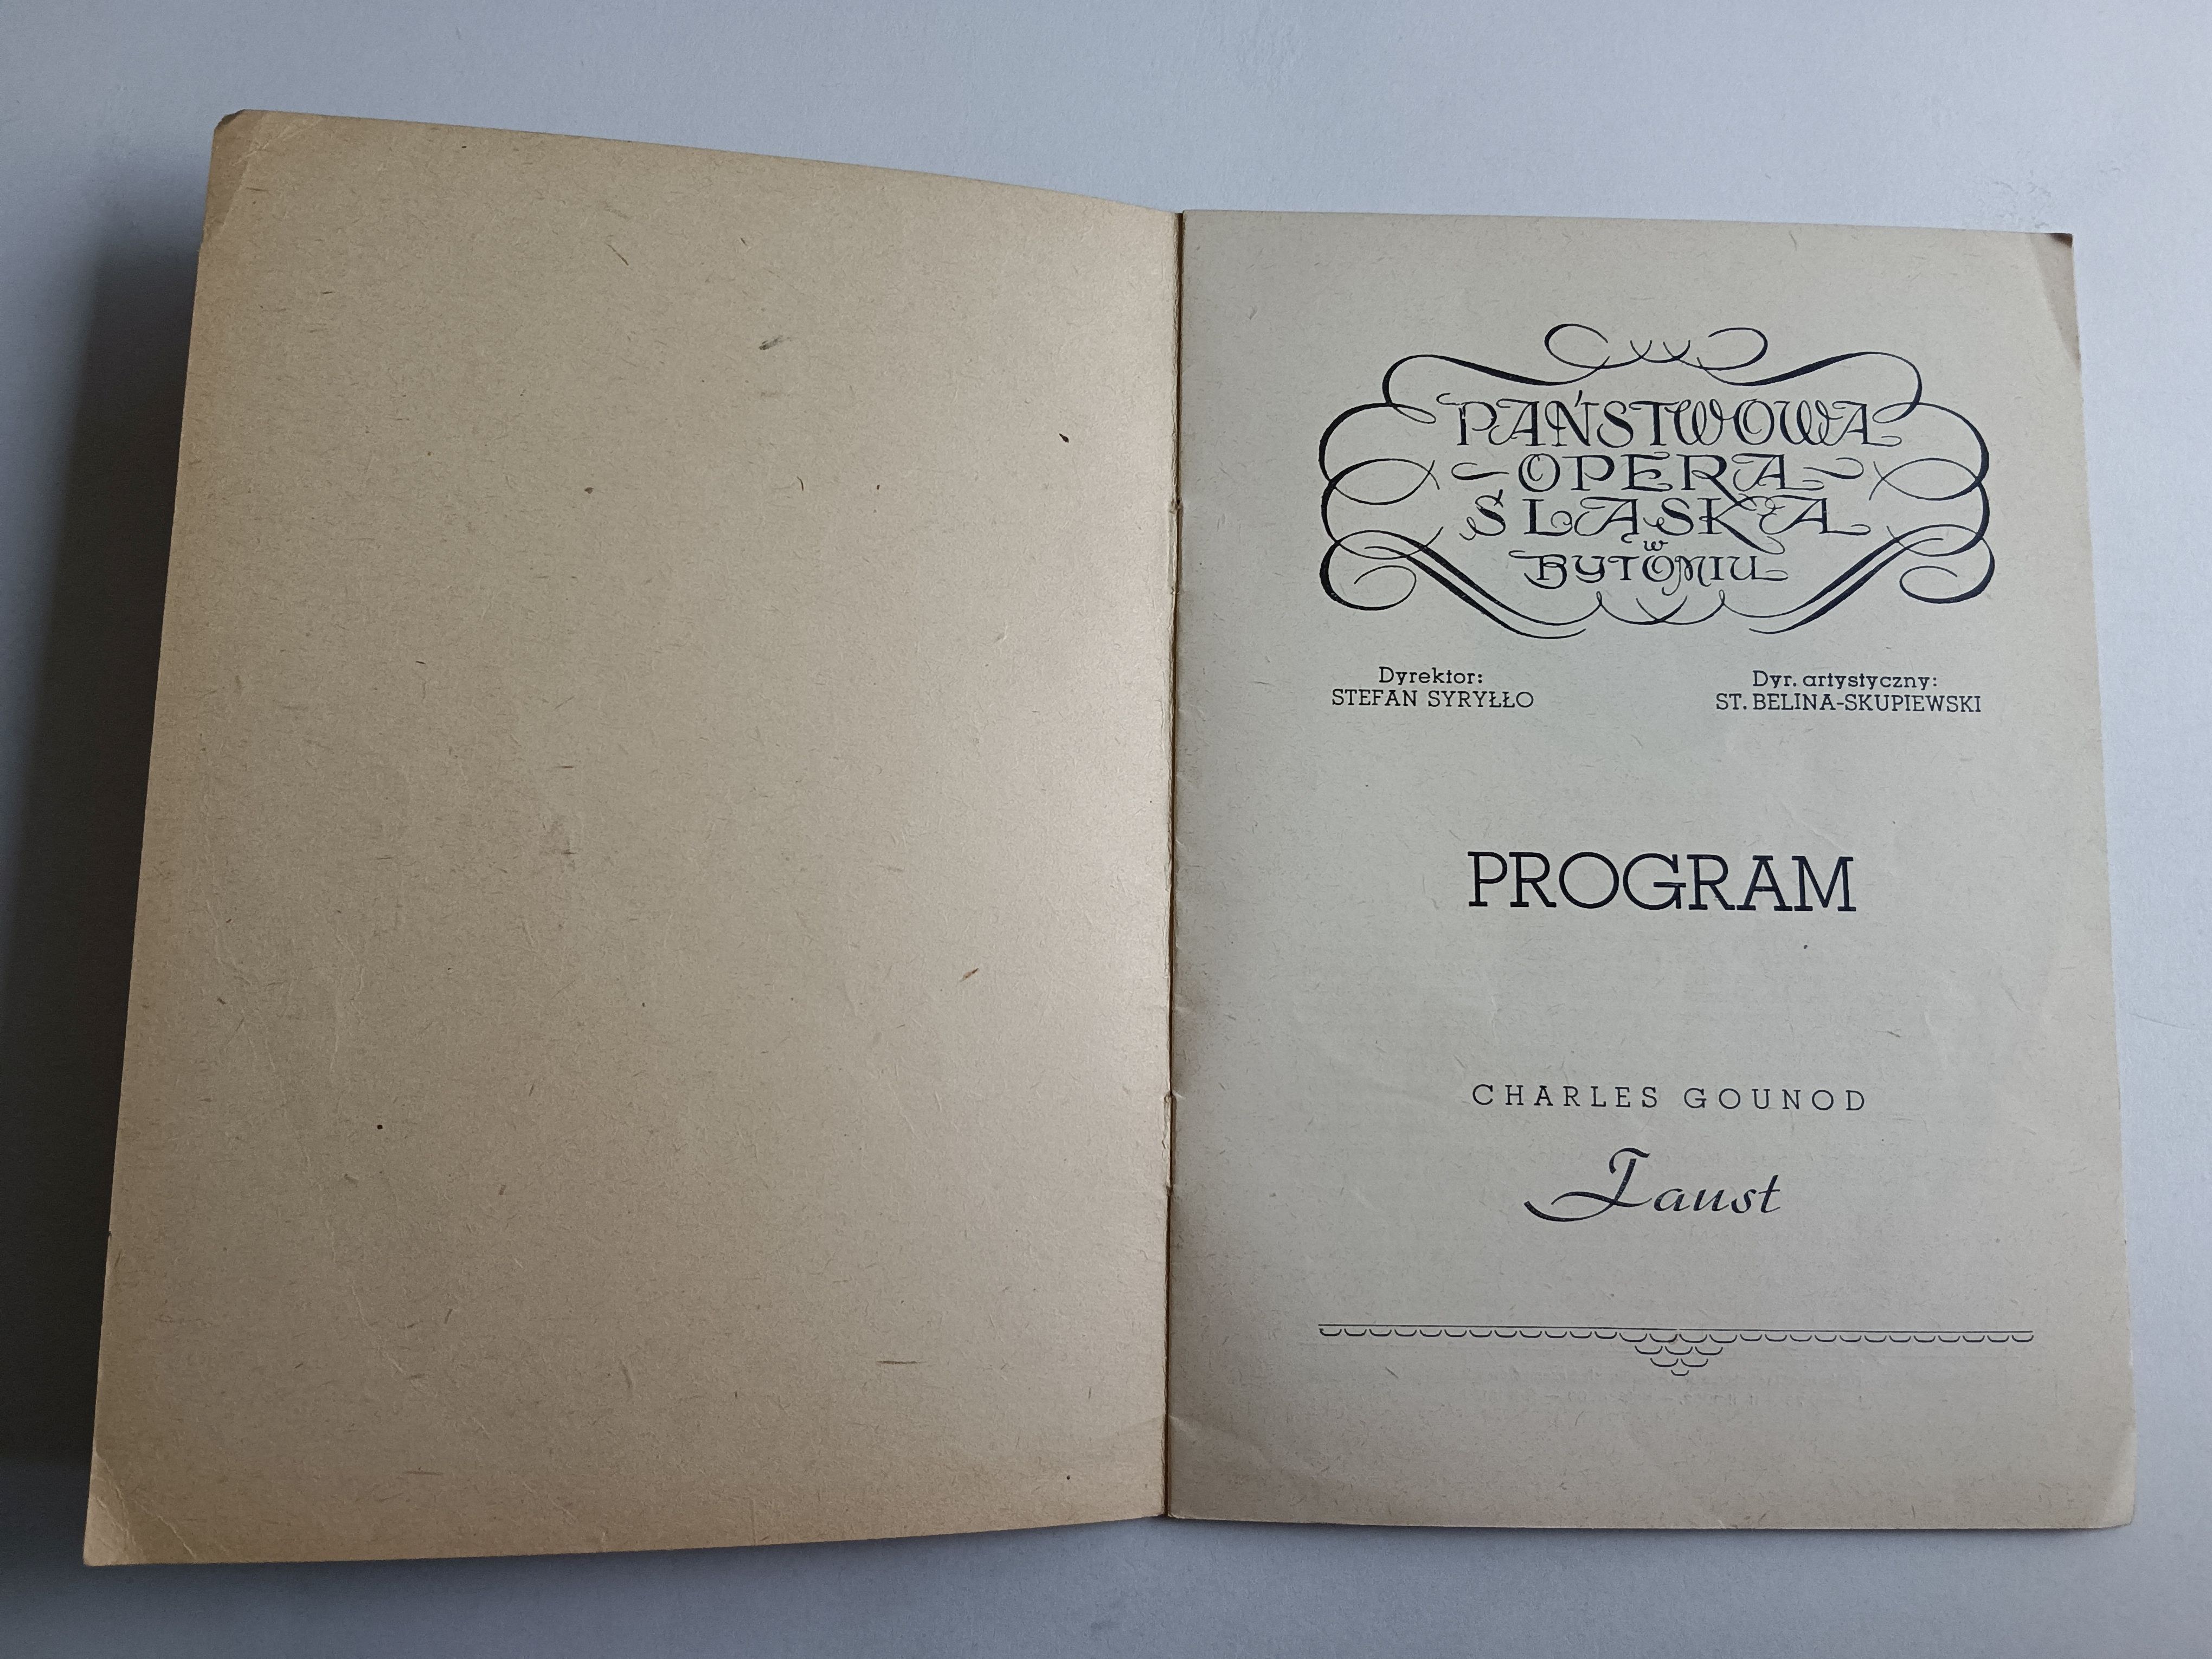 PAŃSTWOWA
OPERA
ŚLĄSKA
w
BYTOMIU
Dyrektor:
STEFAN SYRYŁŁO
Dyr. artystyczny:
ST. BELINA-SKUPIEWSKI
PROGRAM
CHARLES GOUNOD
Faust